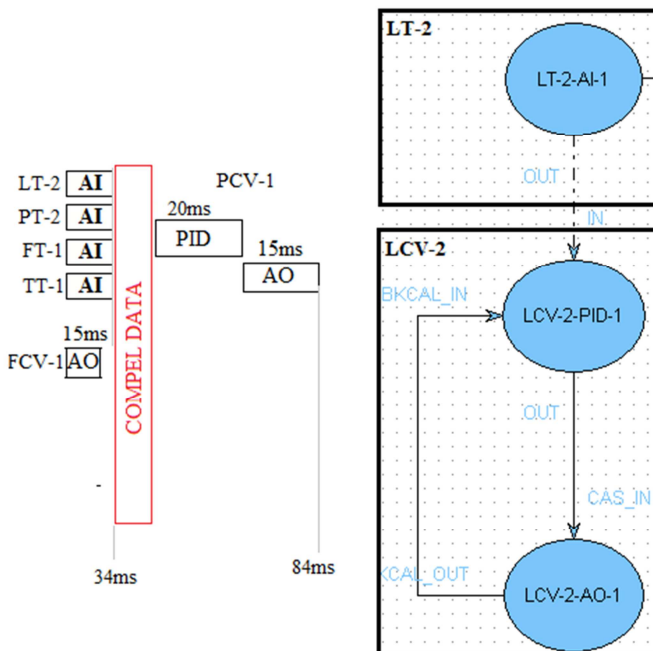 LT-2 AI
PT-2 AI
FT-1 AI
TT-1 AI
15ms
FCV-1 AO
COMPEL DATA
PCV-1
20ms
PID
15ms
AO
-
34ms
84ms
LT-2
LT-2-AI-1
OUT
IN
LCV-2
BKCAL_IN
LCV-2-PID-1
OUT
CAS_IN
KCAL_OUT
LCV-2-AO-1